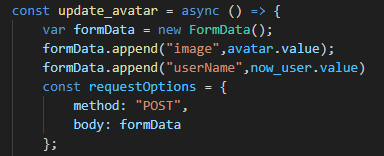 const update_avatar = async () => {
var formData = new FormData();
formData.append("image",avatar.value);
formData.append("userName",now_user.value)
const requestOptions = {
method: "POST",
body: formData
};